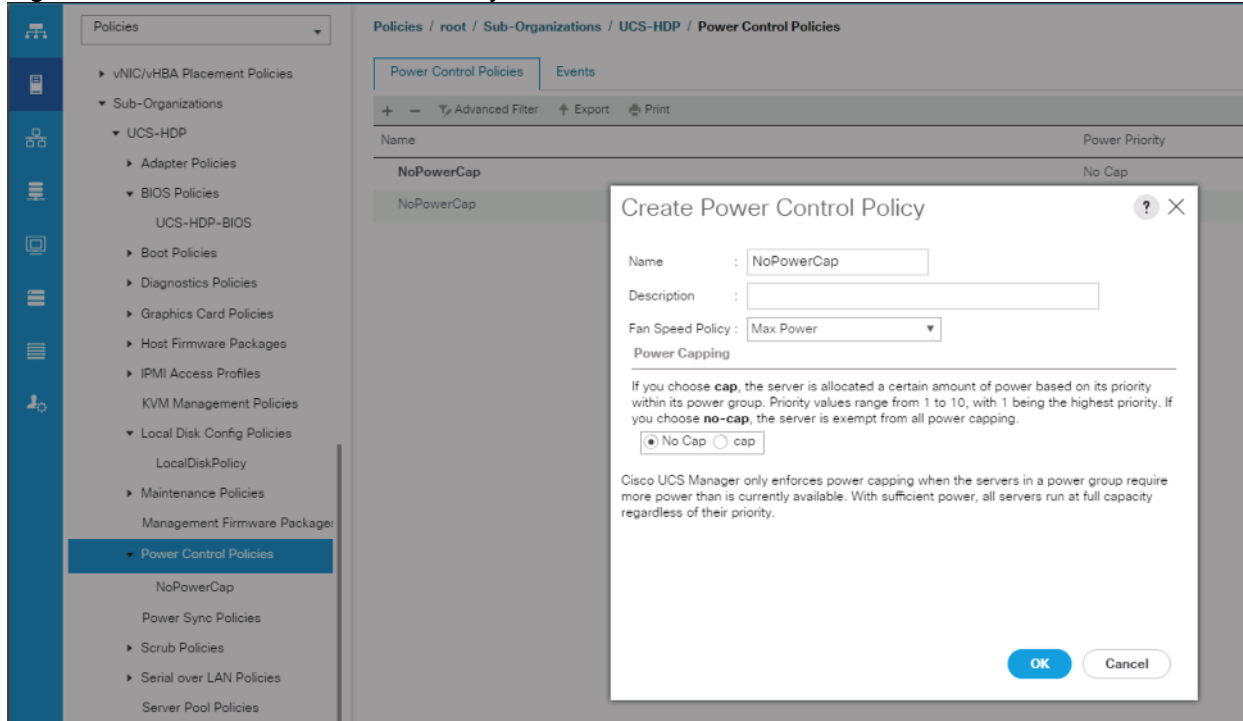 Policies
vNIC/vHBA Placement Policies
Sub-Organizations
UCS-HDP
Adapter Policies
BIOS Policies
UCS-HDP-BIOS
Boot Policies
Diagnostics Policies
Graphics Card Policies
Host Firmware Packages
IPMI Access Profiles
KVM Management Policies
Local Disk Config Policies
LocalDiskPolicy
Maintenance Policies
Management Firmware Package
Power Control Policies
NoPowerCap
Power Sync Policies
Scrub Policies
Serial over LAN Policies
Server Pool Policies
Policies / root / Sub-Organizations / UCS-HDP / Power Control Policies
Power Control Policies Events
+ − Advanced Filter Export Print
Name Power Priority
NoPowerCap No Cap
NoPowerCap
Create Power Control Policy ? ×
Name : NoPowerCap
Description :
Fan Speed Policy : Max Power
Power Capping
If you choose cap, the server is allocated a certain amount of power based on its priority
within its power group. Priority values range from 1 to 10, with 1 being the highest priority. If
you choose no-cap, the server is exempt from all power capping.
No Cap cap
Cisco UCS Manager only enforces power capping when the servers in a power group require
more power than is currently available. With sufficient power, all servers run at full capacity
regardless of their priority.
OK Cancel